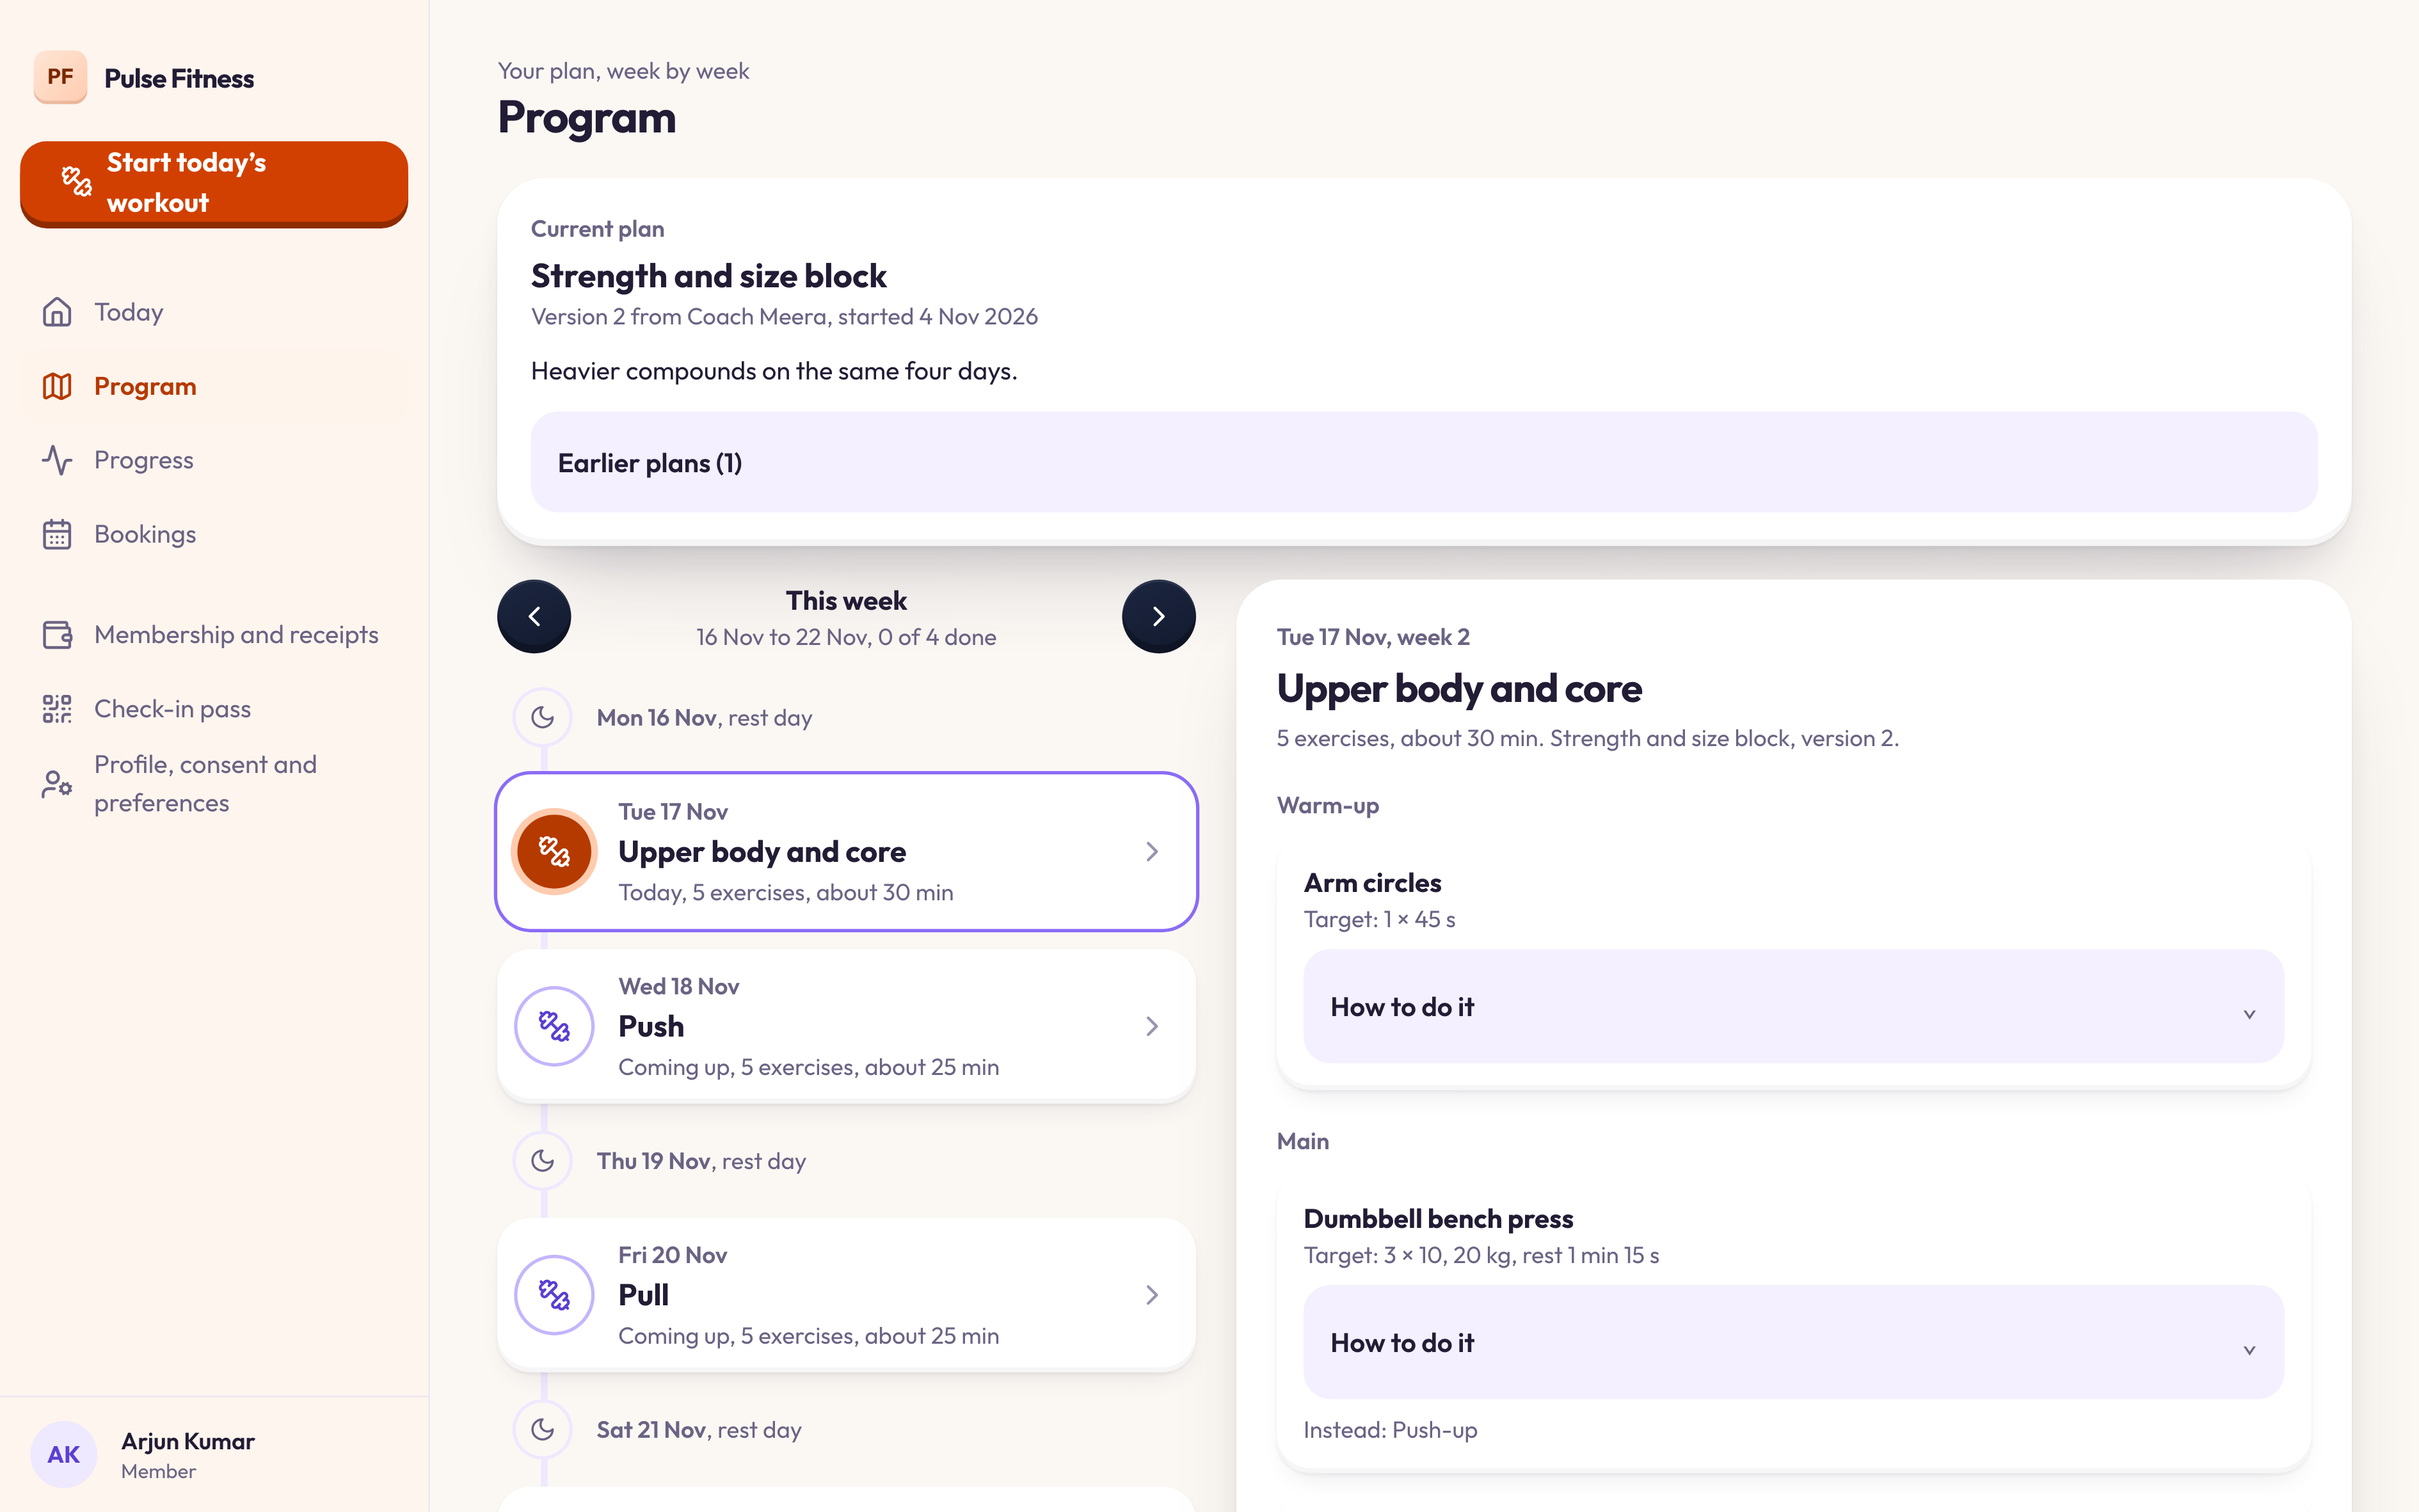 PF
Pulse Fitness
Start today’s
workout
Today
Program
Progress
Bookings
Membership and receipts
Check-in pass
Profile, consent and
preferences
AK
Arjun Kumar
Member
Your plan, week by week
Program
Current plan
Strength and size block
Version 2 from Coach Meera, started 4 Nov 2026
Heavier compounds on the same four days.
Earlier plans (1)
This week
16 Nov to 22 Nov, 0 of 4 done
Mon 16 Nov, rest day
Tue 17 Nov
Upper body and core
Today, 5 exercises, about 30 min
Wed 18 Nov
Push
Coming up, 5 exercises, about 25 min
Thu 19 Nov, rest day
Fri 20 Nov
Pull
Coming up, 5 exercises, about 25 min
Sat 21 Nov, rest day
Tue 17 Nov, week 2
Upper body and core
5 exercises, about 30 min. Strength and size block, version 2.
Warm-up
Arm circles
Target: 1 × 45 s
How to do it
Main
Dumbbell bench press
Target: 3 × 10, 20 kg, rest 1 min 15 s
How to do it
Instead: Push-up